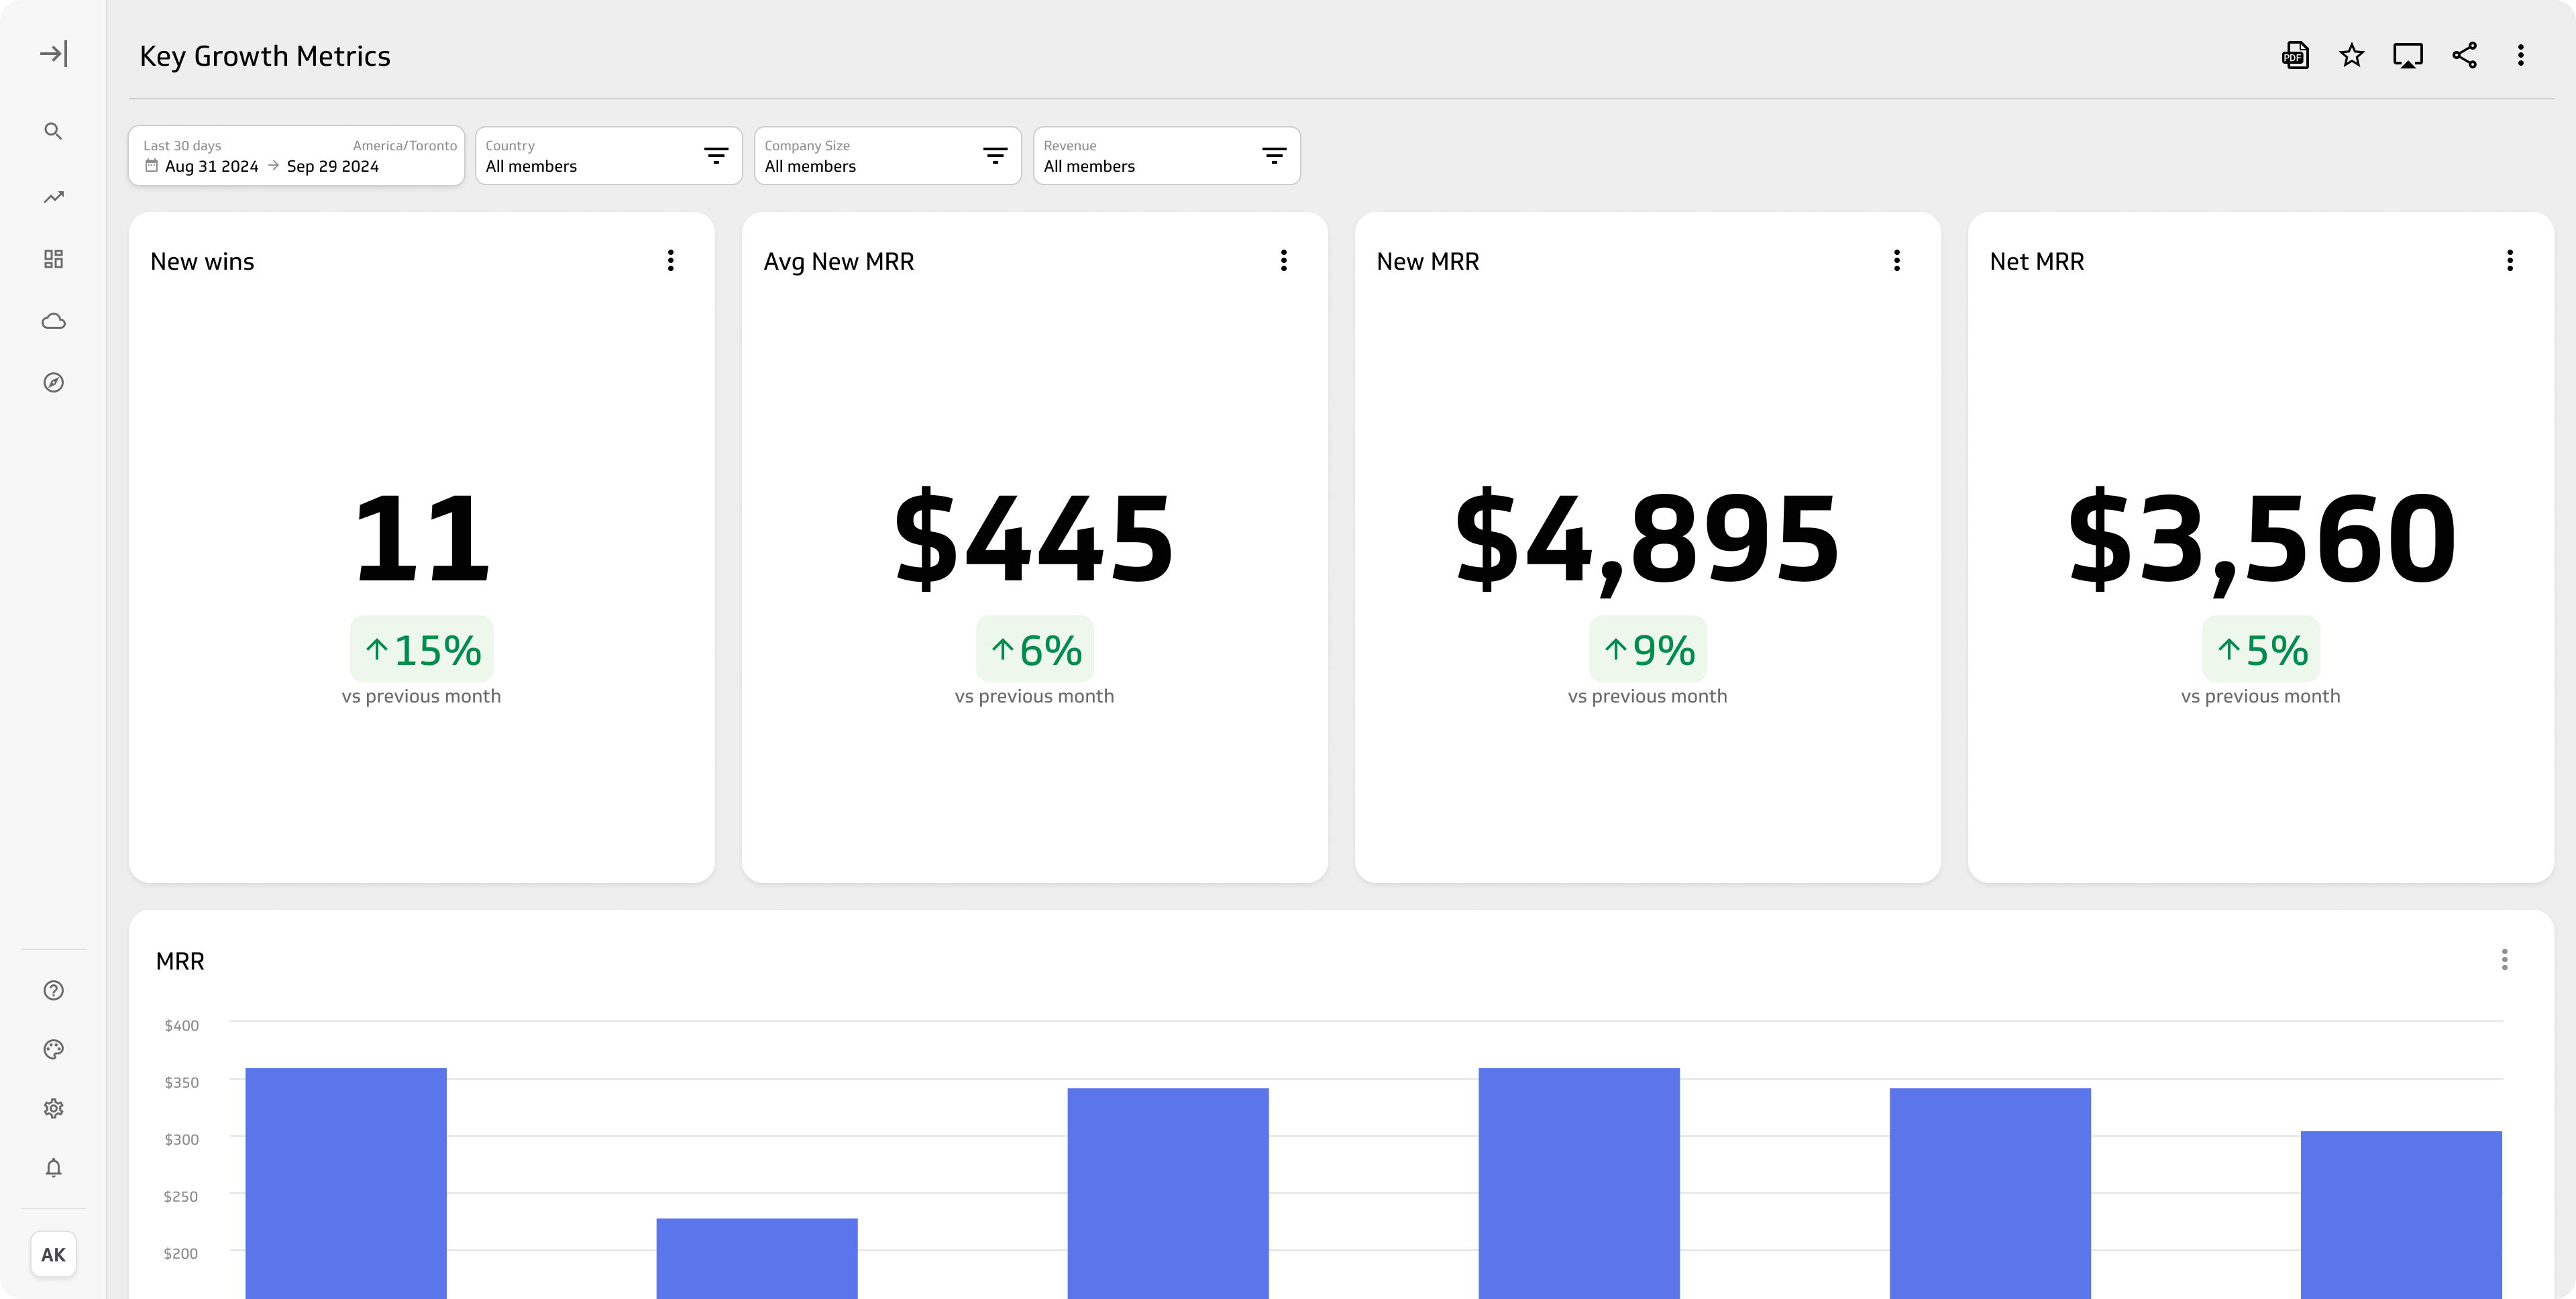 Key Growth Metrics
PDF
Last 30 days America/Toronto
Aug 31 2024 → Sep 29 2024
Country
All members
Company Size
All members
Revenue
All members
New wins
11
↑15%
vs previous month
Avg New MRR
$445
↑6%
vs previous month
New MRR
$4,895
↑9%
vs previous month
Net MRR
$3,560
↑5%
vs previous month
MRR
$400
$350
$300
$250
$200
AK